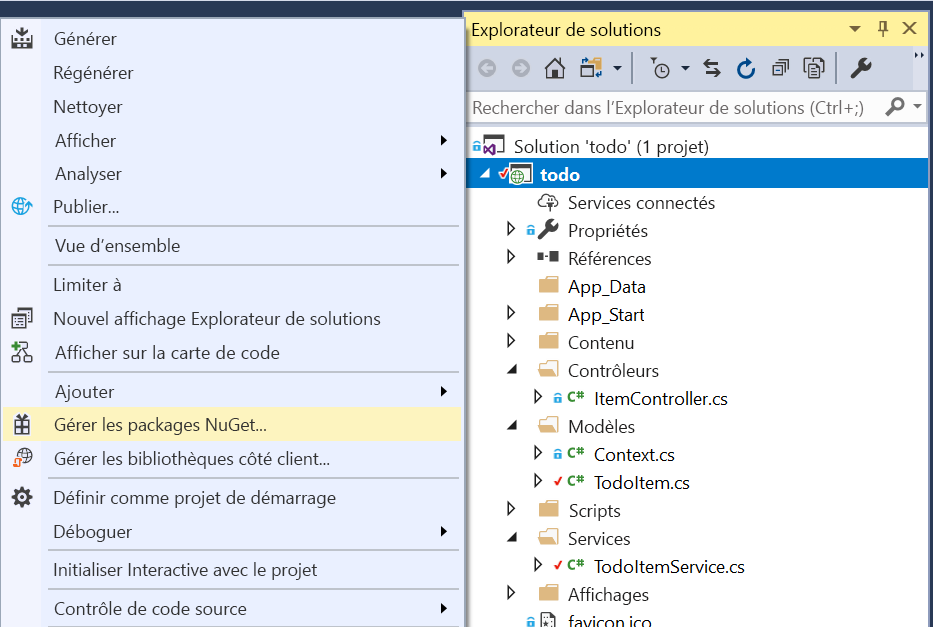 Générer
Régénérer
Nettoyer
Afficher
Analyser
Publier...
Vue d’ensemble
Limiter à
Nouvel affichage Explorateur de solutions
Afficher sur la carte de code
Ajouter
Gérer les packages NuGet...
Gérer les bibliothèques côté client...
Définir comme projet de démarrage
Déboguer
Initialiser Interactive avec le projet
Contrôle de code source
Explorateur de solutions
Rechercher dans l’Explorateur de solutions (Ctrl+;)
Solution 'todo' (1 projet)
todo
Services connectés
Propriétés
Références
App_Data
App_Start
Contenu
Contrôleurs
C# ItemController.cs
Modèles
C# Context.cs
C# TodoItem.cs
Scripts
Services
C# TodoItemService.cs
Affichages
favicon.ico